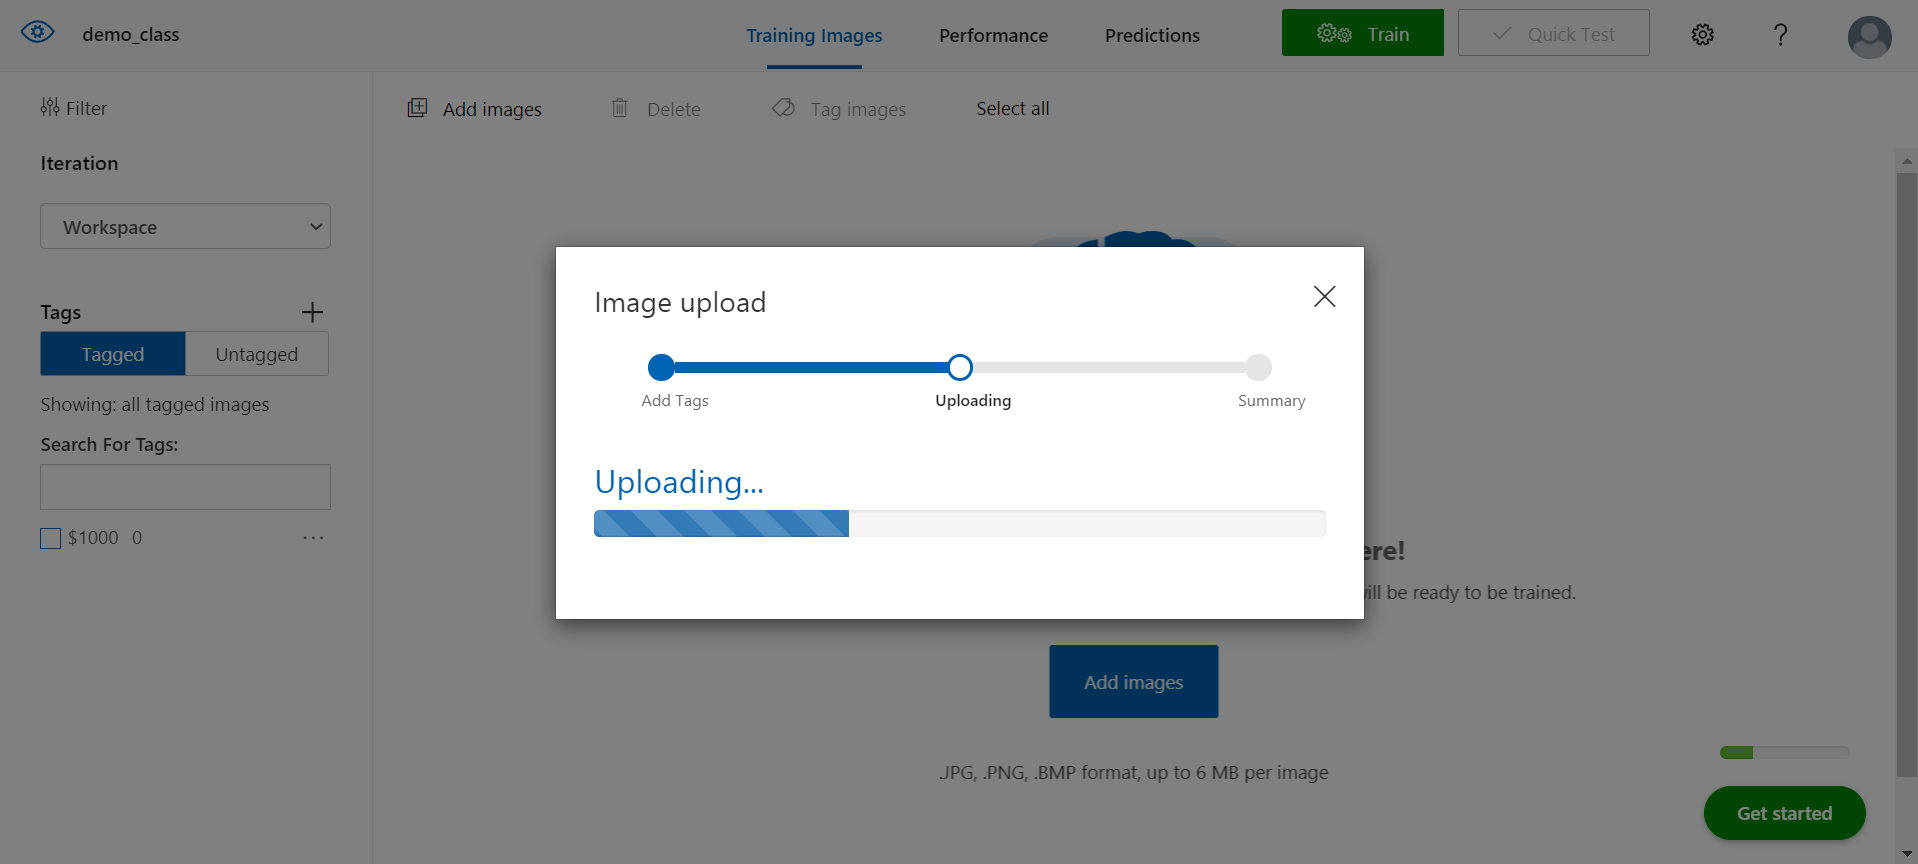 demo_class
Training Images
Performance
Predictions
Train
Quick Test
?
Filter
Add images
Delete
Tag images
Select all
Iteration
Workspace
Tags
Tagged
Untagged
Showing: all tagged images
Search For Tags:
$1000 0
Image upload
Add Tags
Uploading
Summary
Uploading...
be ready to be trained.
Add images
.JPG, .PNG, .BMP format, up to 6 MB per image
Get started